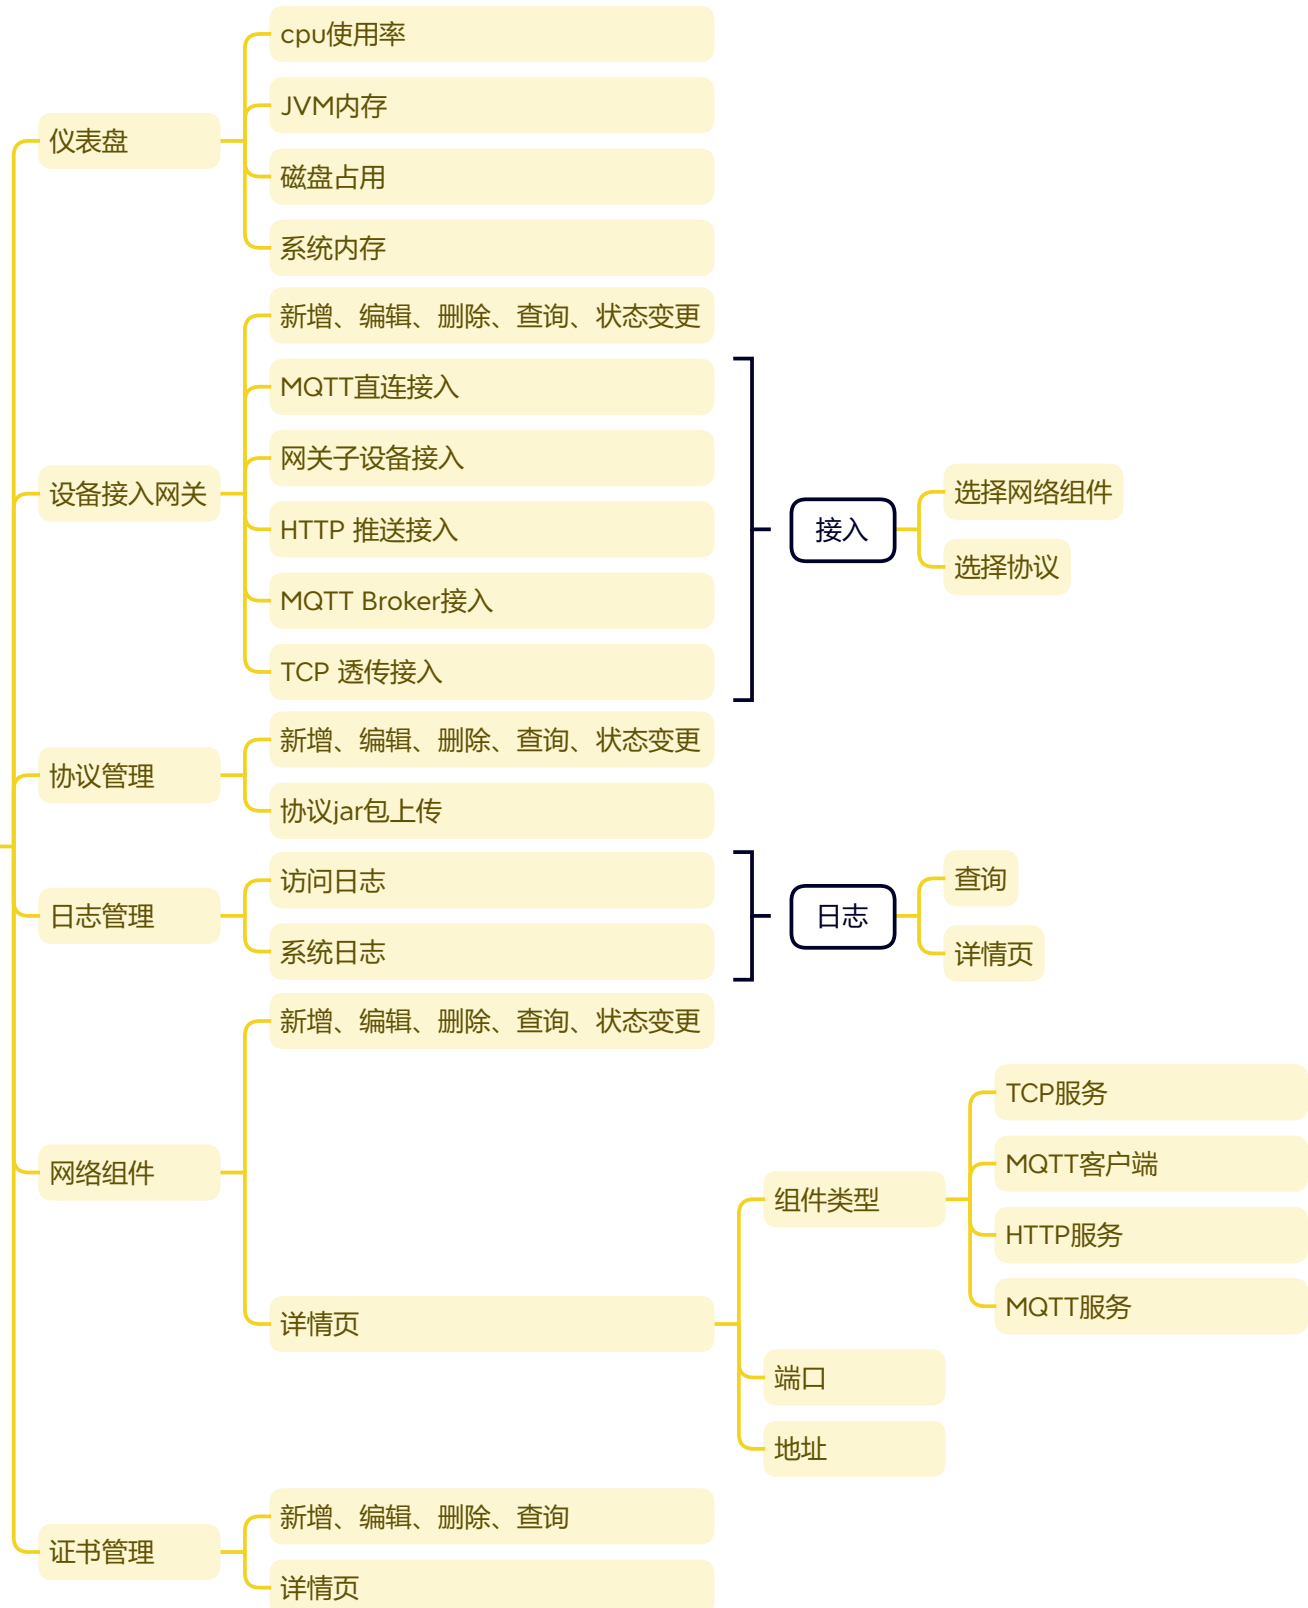 仪表盘
cpu使用率
JVM内存
磁盘占用
系统内存
设备接入网关
新增、编辑、删除、查询、状态变更
MQTT直连接入
网关子设备接入
HTTP 推送接入
MQTT Broker接入
TCP 透传接入
接入
选择网络组件
选择协议
协议管理
新增、编辑、删除、查询、状态变更
协议jar包上传
日志管理
访问日志
系统日志
日志
查询
详情页
网络组件
新增、编辑、删除、查询、状态变更
详情页
组件类型
TCP服务
MQTT客户端
HTTP服务
MQTT服务
端口
地址
证书管理
新增、编辑、删除、查询
详情页